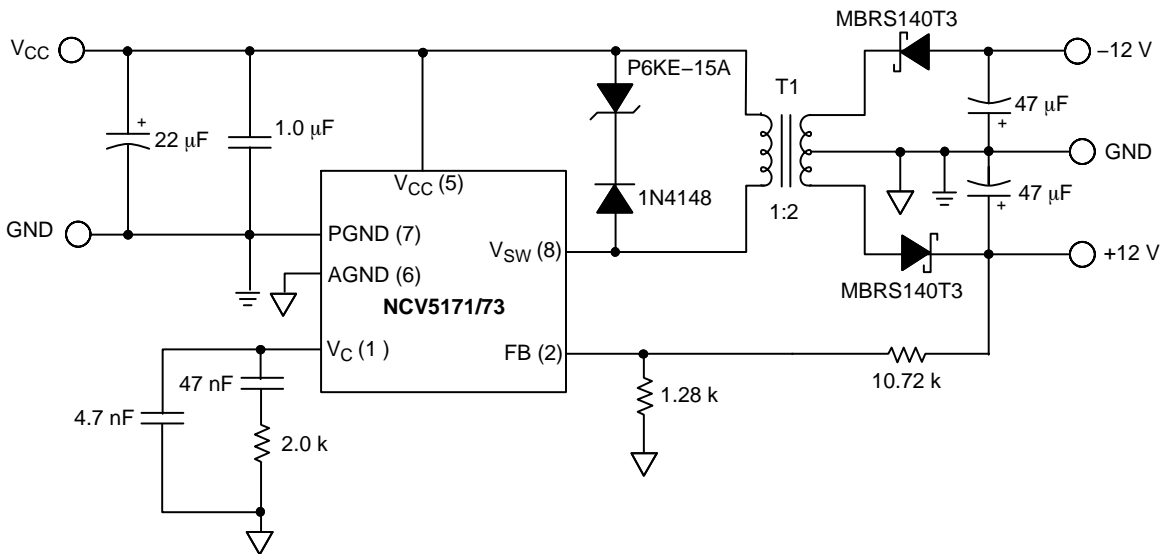 MBRS140T3
V_CC
P6KE−15A
−12 V
T1
+
22 μF
1.0 μF
47 μF
+
V_CC (5)
GND
1N4148
1:2
47 μF
+
GND
PGND (7)
V_SW (8)
+12 V
AGND (6)
MBRS140T3
NCV5171/73
V_C (1 )
FB (2)
47 nF
10.72 k
4.7 nF
1.28 k
2.0 k